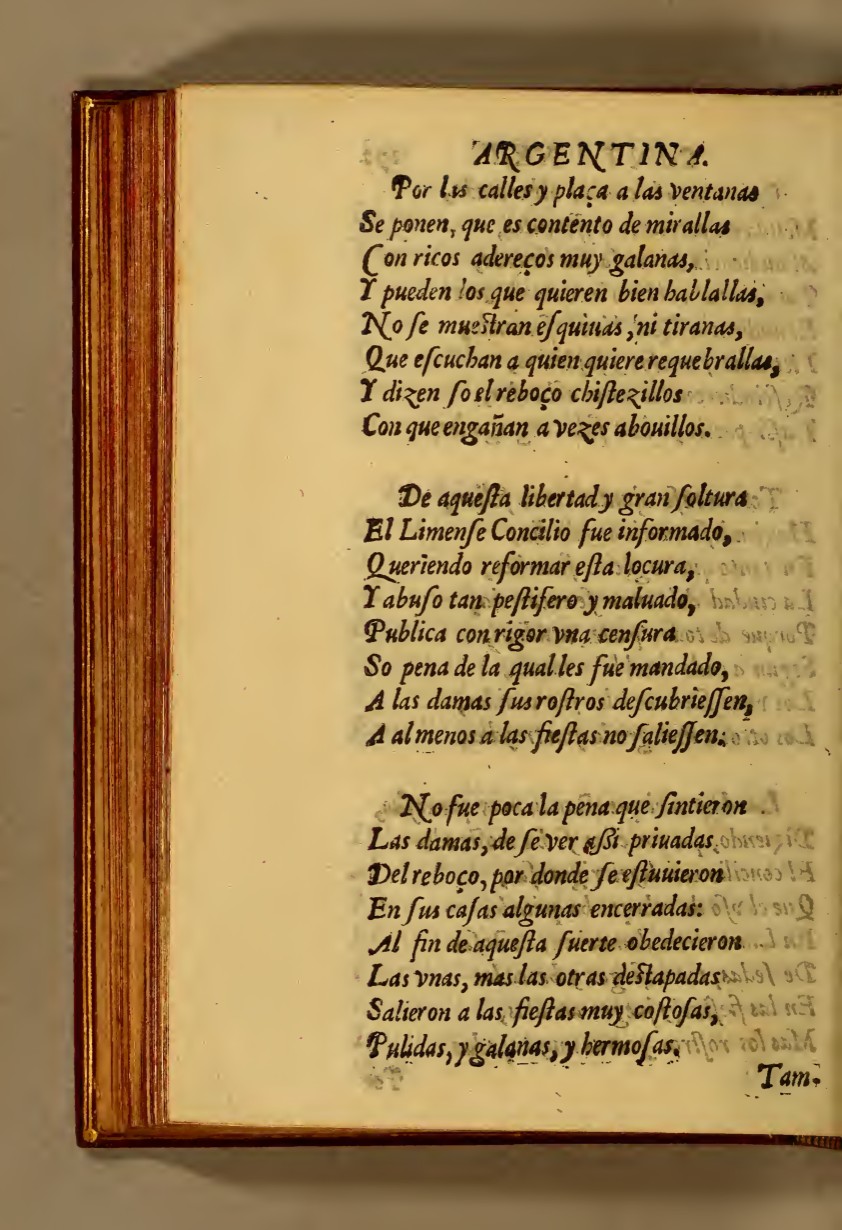 ARGENTINA.
Por las calles y plaça a las ventanas
Se ponen, que es contento de mirallas
Con ricos adereços muy galanas,
Y pueden los que quieren bien hablallas,
No ſe mueſtran eſquiuas, ni tiranas,
Que eſcuchan a quien quiere requebrallas,
Y dizen ſo el reboço chiſtezillos
Con que engañan a vezes abouillos.
De aqueſta libertad y gran ſoltura
El Limenſe Concilio fue informado,
Queriendo reformar eſta locura,
Y abuſo tan peſtifero y maluado,
Publica con rigor vna cenſura
So pena de la qual les fue mandado,
A las damas ſus roſtros deſcubrieſſen,
A al menos a las fieſtas no ſalieſſen.
No fue poca la pena que ſintieron
Las damas, de ſe ver aſſi priuadas
Del reboço, por donde ſe eſtuuieron
En ſus caſas algunas encerradas:
Al fin de aqueſta ſuerte obedecieron
Las vnas, mas las otras deſtapadas
Salieron a las fieſtas muy coſtoſas,
Pulidas, y galanas, y hermoſas.
Tam-